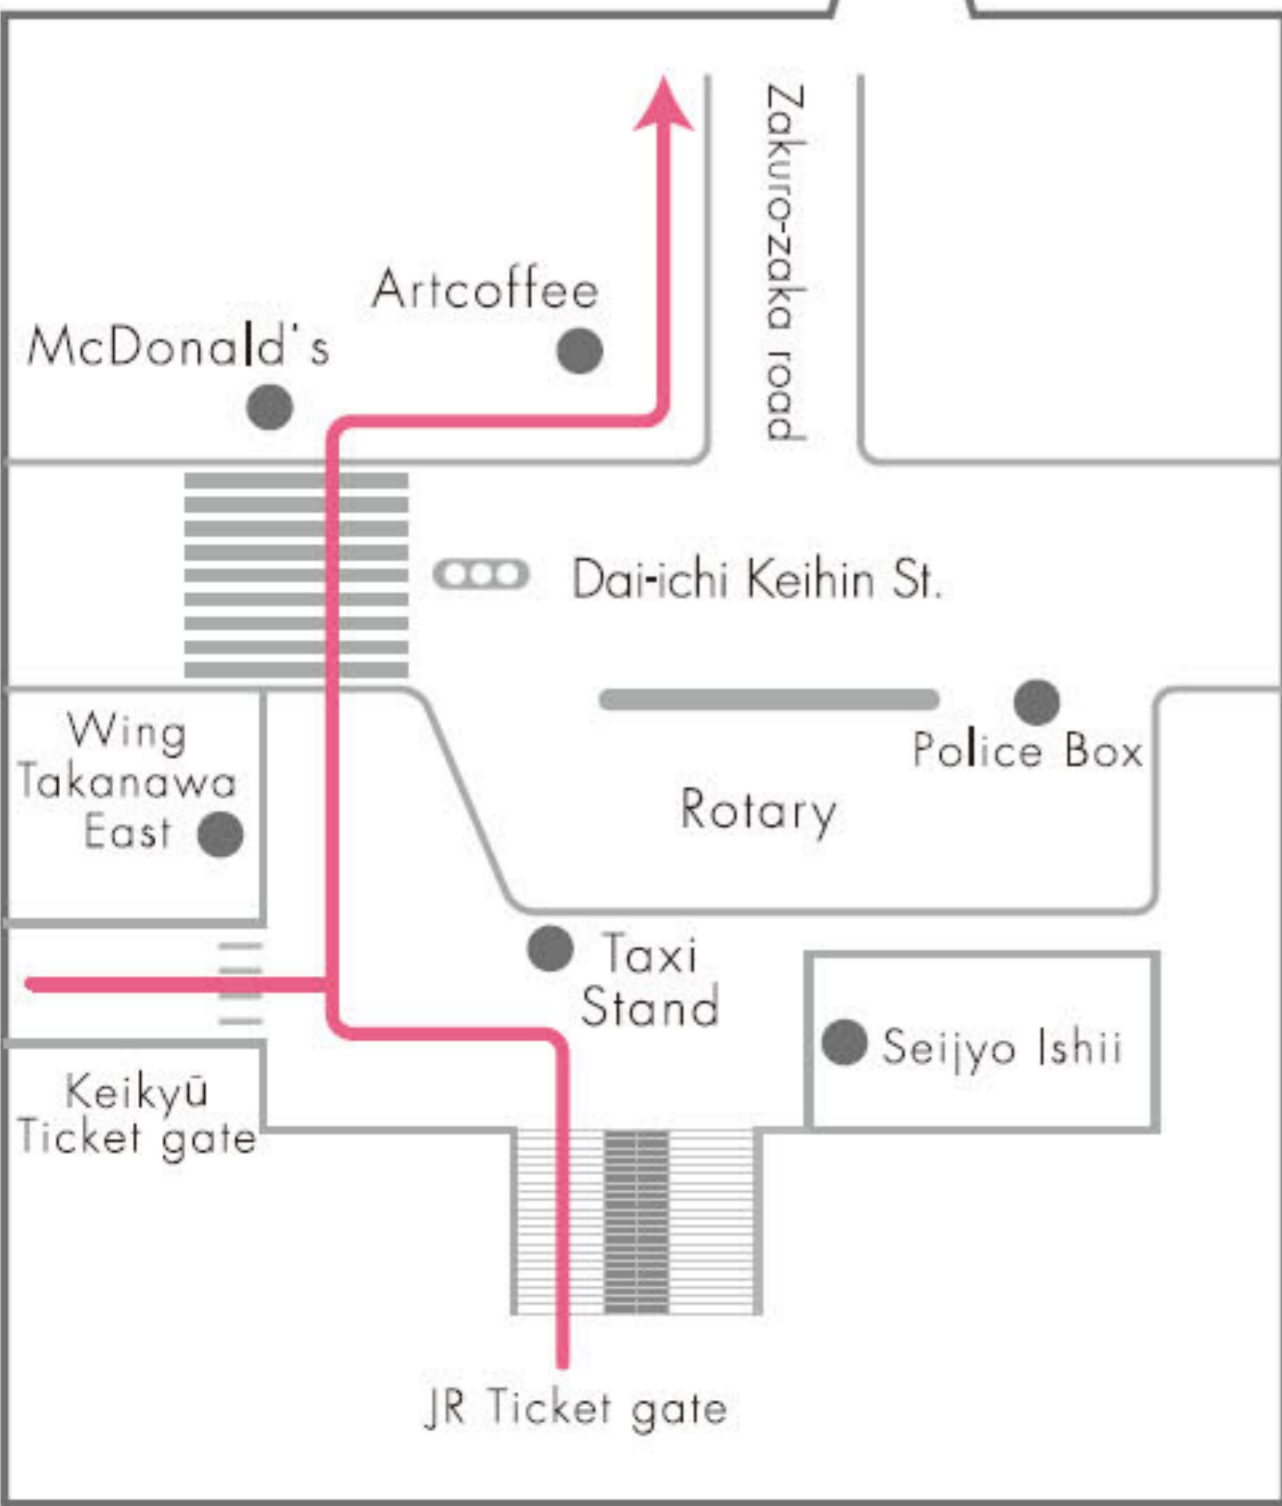 Zakuro-zaka road
Artcoffee
McDonald's
Dai-ichi Keihin St.
Wing
Takanawa
East
Police Box
Rotary
Taxi
Stand
Seijyo Ishii
Keikyū
Ticket gate
JR Ticket gate